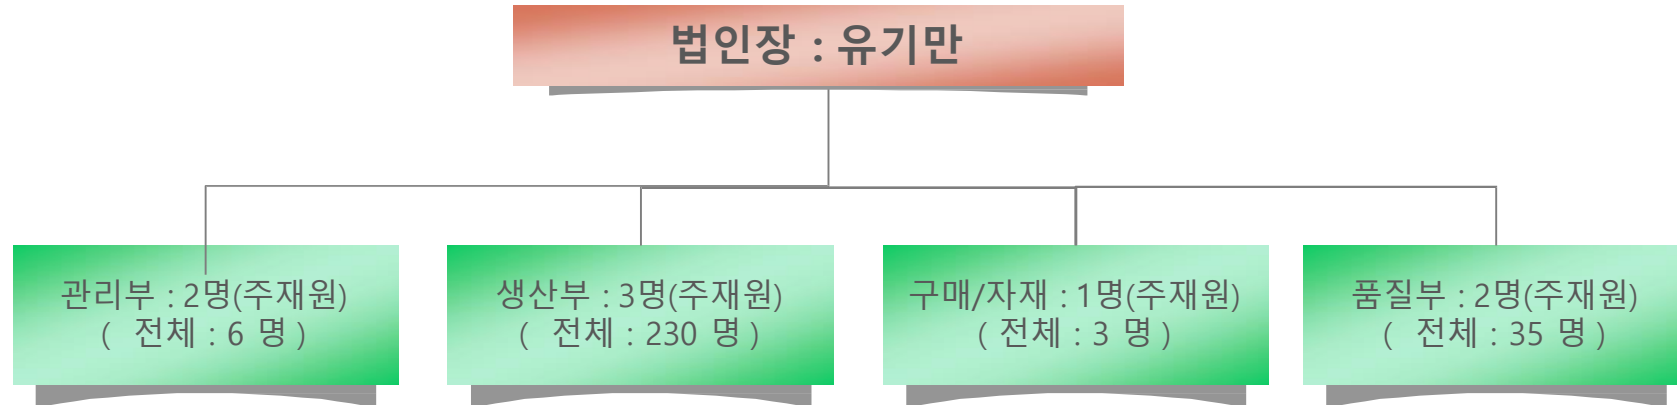 법인장 : 유기만
관리부 : 2명(주재원)
( 전체 : 6 명 )
생산부 : 3명(주재원)
( 전체 : 230 명 )
구매/자재 : 1명(주재원)
( 전체 : 3 명 )
품질부 : 2명(주재원)
( 전체 : 35 명 )